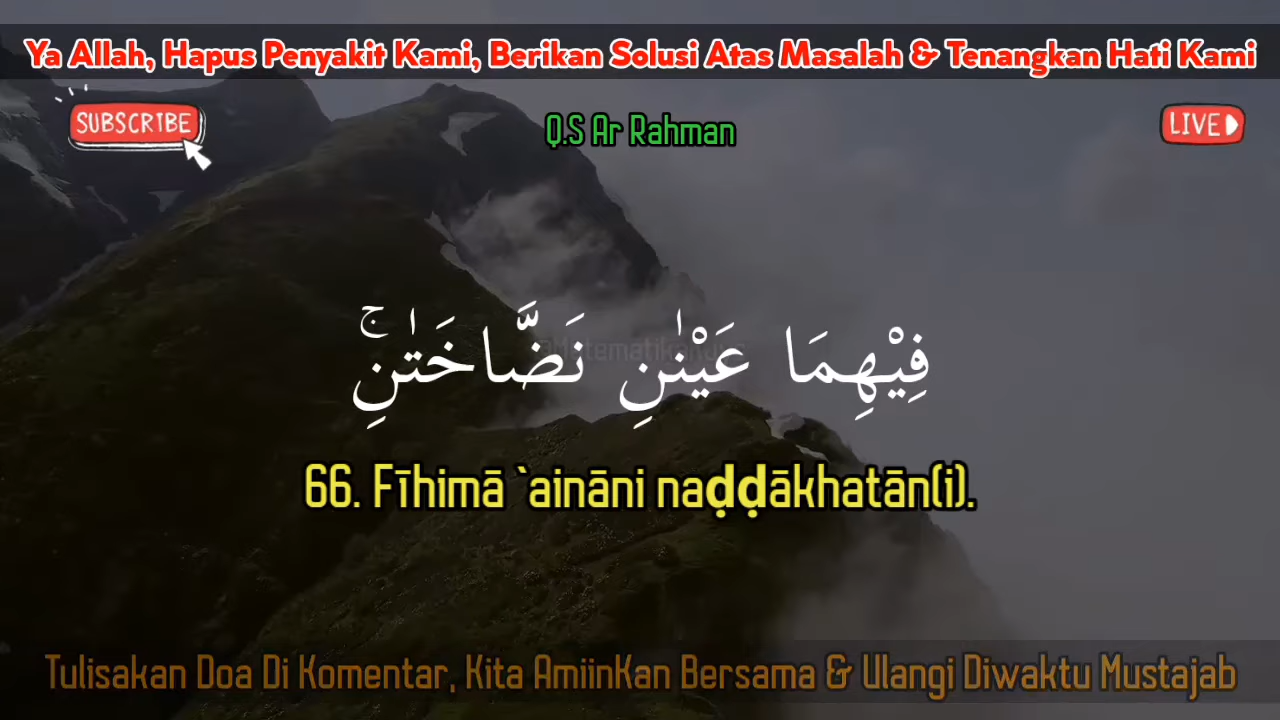 Ya Allah, Hapus Penyakit Kami, Berikan Solusi Atas Masalah & Tenangkan Hati Kami
SUBSCRIBE
Q.S Ar Rahman
LIVE
فِيْهِمَا عَيْنٰنِ نَضَّاخَتٰنِۚ
66. Fīhimā `aināni naḍḍākhatān(i).
Tulisakan Doa Di Komentar, Kita AmiinKan Bersama & Ulangi Diwaktu Mustajab